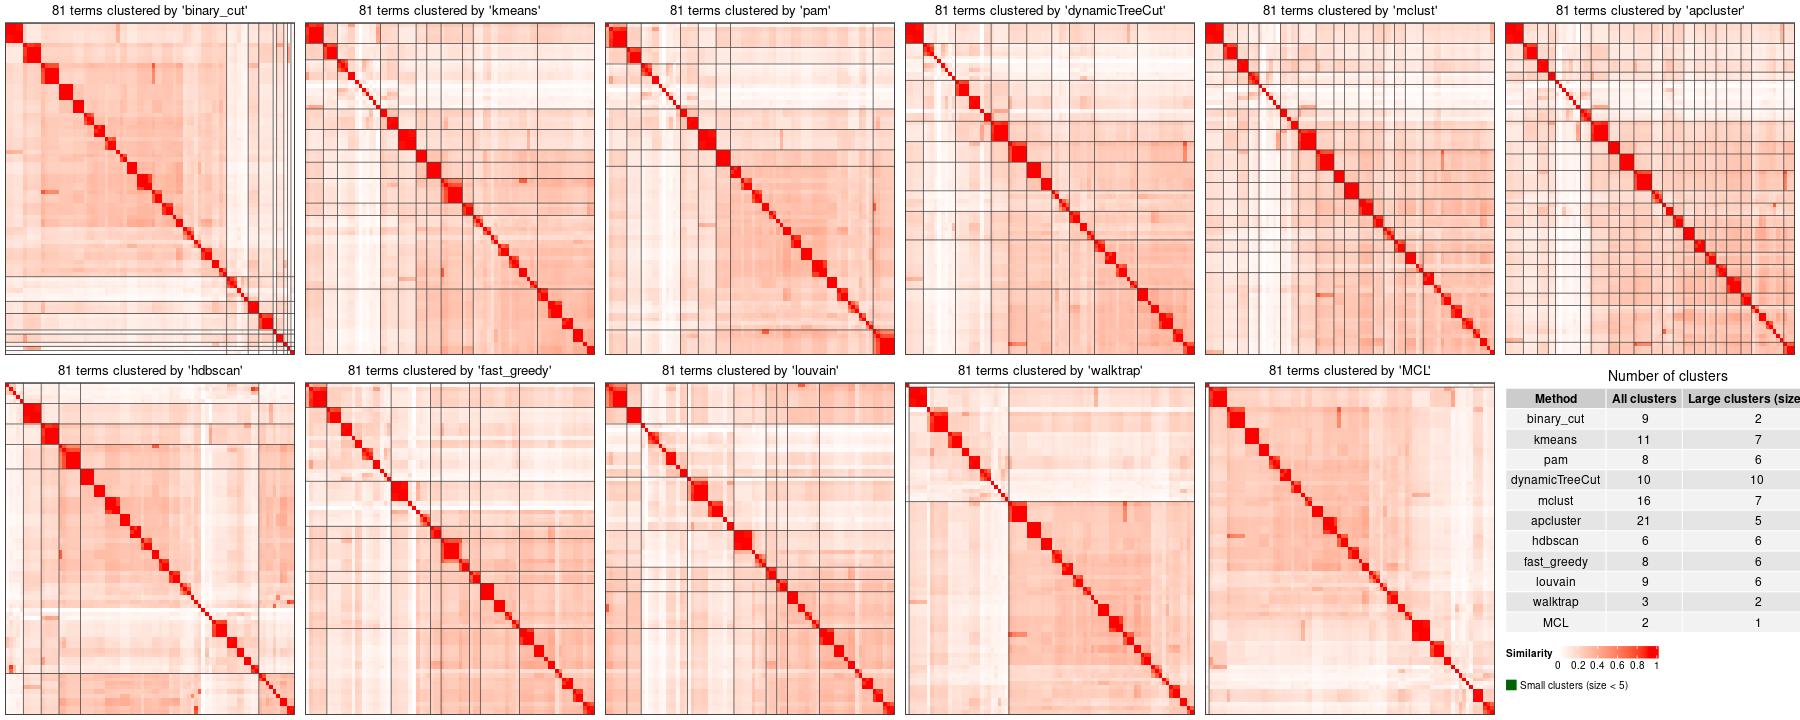 81 terms clustered by 'binary_cut'
81 terms clustered by 'kmeans'
81 terms clustered by 'pam'
81 terms clustered by 'dynamicTreeCut'
81 terms clustered by 'mclust'
81 terms clustered by 'apcluster'
81 terms clustered by 'hdbscan'
81 terms clustered by 'fast_greedy'
81 terms clustered by 'louvain'
81 terms clustered by 'walktrap'
81 terms clustered by 'MCL'
Number of clusters
Method All clusters Large clusters (size
binary_cut 9 2
kmeans 11 7
pam 8 6
dynamicTreeCut 10 10
mclust 16 7
apcluster 21 5
hdbscan 6 6
fast_greedy 8 6
louvain 9 6
walktrap 3 2
MCL 2 1
Similarity
0 0.2 0.4 0.6 0.8 1
Small clusters (size < 5)